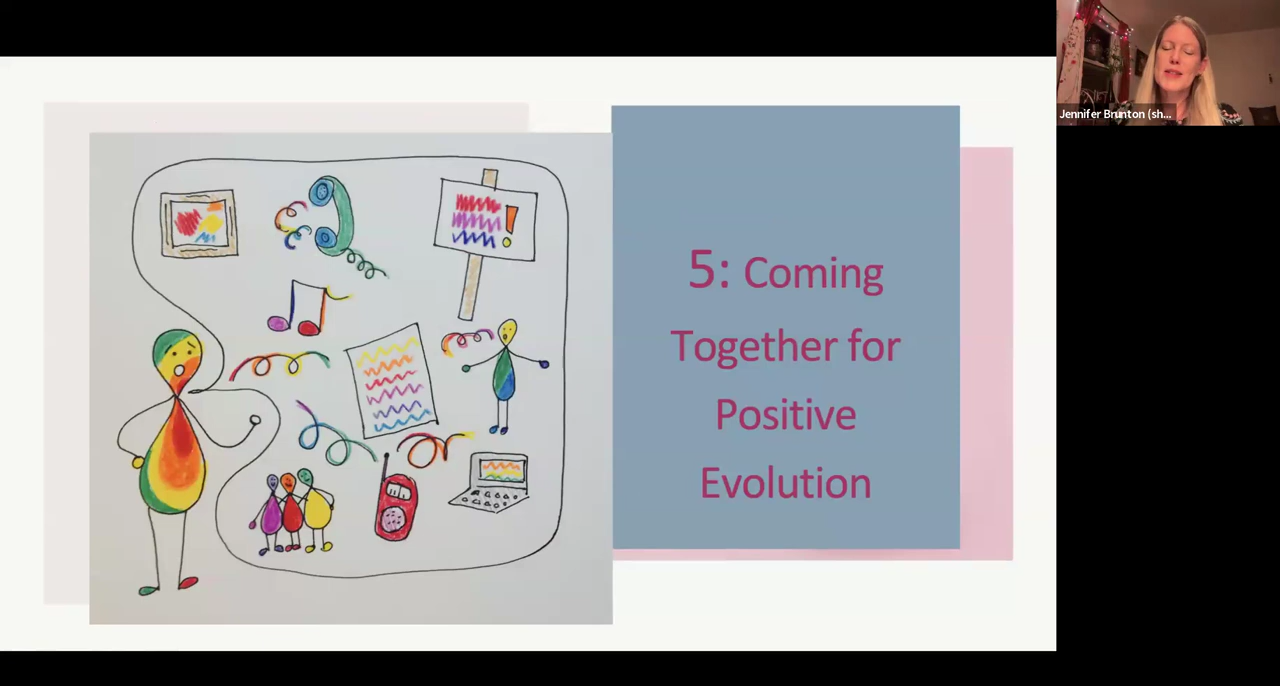 Jennifer Brunton (sh...
5: Coming
Together for
Positive
Evolution